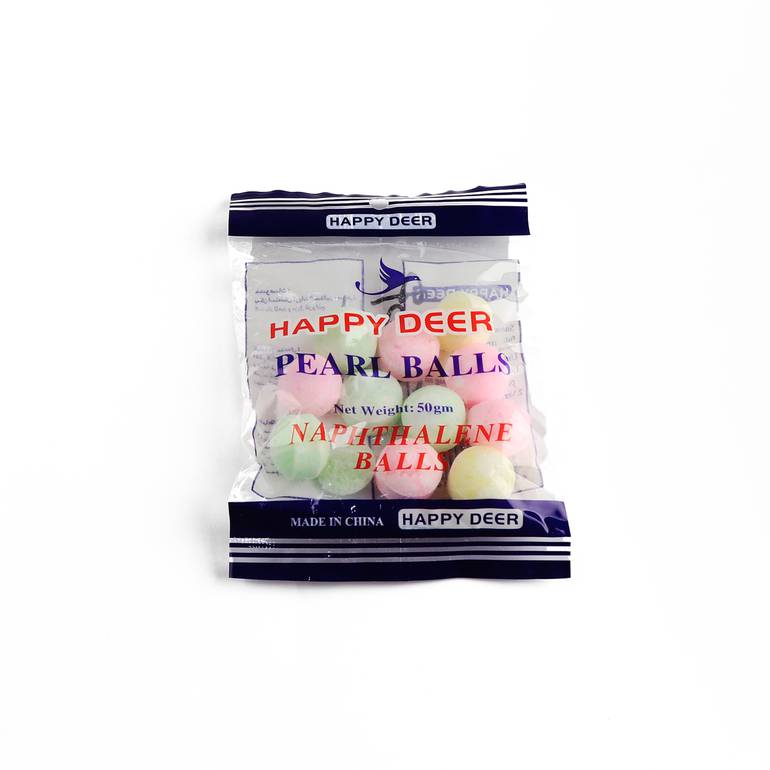 HAPPY DEER
HAPPY DEER
PEARL BALLS
Net Weight: 50gm
NAPHTHALENE
BALLS
MADE IN CHINA HAPPY DEER